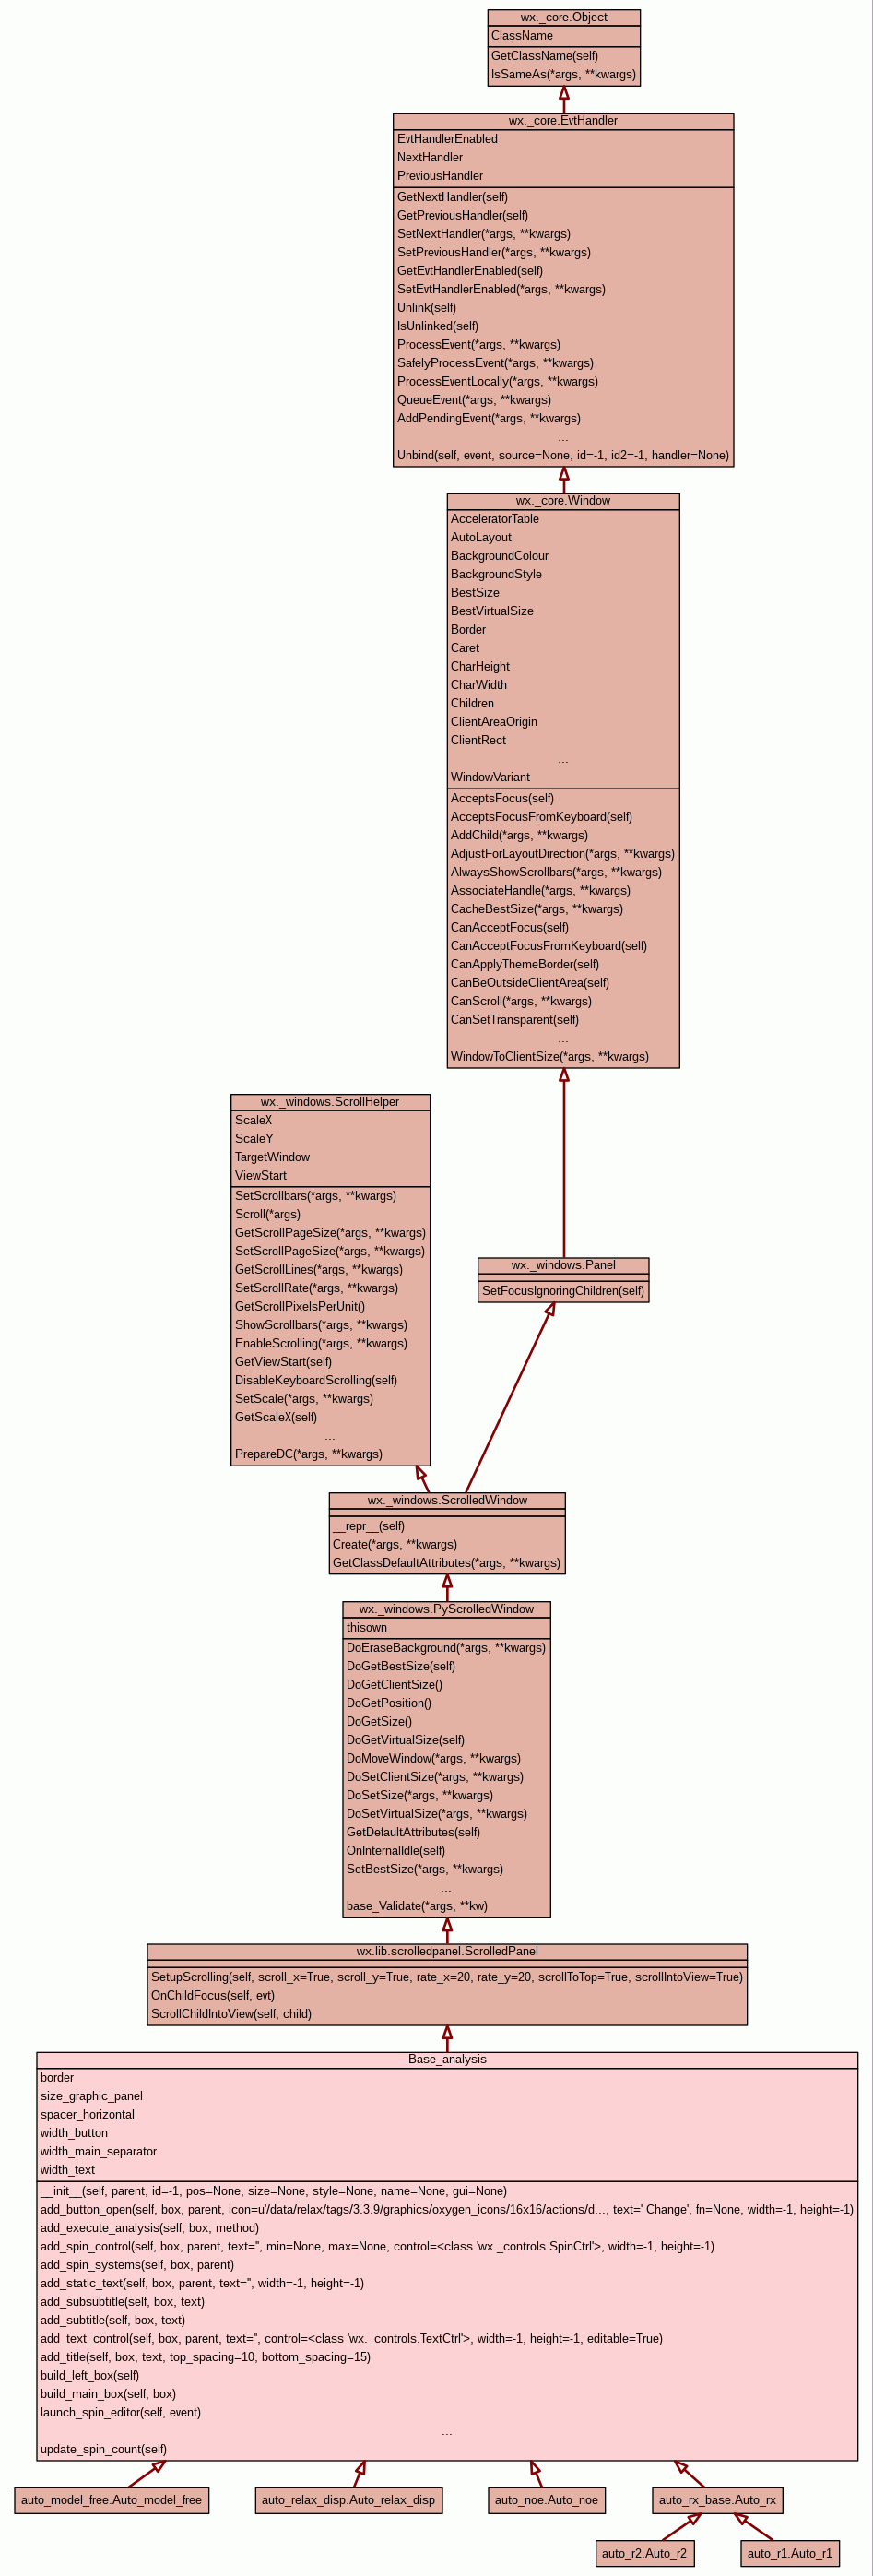 wx._core.Object
ClassName
GetClassName(self)
IsSameAs(*args, **kwargs)
wx._core.EvtHandler
EvtHandlerEnabled
NextHandler
PreviousHandler
GetNextHandler(self)
GetPreviousHandler(self)
SetNextHandler(*args, **kwargs)
SetPreviousHandler(*args, **kwargs)
GetEvtHandlerEnabled(self)
SetEvtHandlerEnabled(*args, **kwargs)
Unlink(self)
IsUnlinked(self)
ProcessEvent(*args, **kwargs)
SafelyProcessEvent(*args, **kwargs)
ProcessEventLocally(*args, **kwargs)
QueueEvent(*args, **kwargs)
AddPendingEvent(*args, **kwargs)
...
Unbind(self, event, source=None, id=-1, id2=-1, handler=None)
wx._core.Window
AcceleratorTable
AutoLayout
BackgroundColour
BackgroundStyle
BestSize
BestVirtualSize
Border
Caret
CharHeight
CharWidth
Children
ClientAreaOrigin
ClientRect
...
WindowVariant
AcceptsFocus(self)
AcceptsFocusFromKeyboard(self)
AddChild(*args, **kwargs)
AdjustForLayoutDirection(*args, **kwargs)
AlwaysShowScrollbars(*args, **kwargs)
AssociateHandle(*args, **kwargs)
CacheBestSize(*args, **kwargs)
CanAcceptFocus(self)
CanAcceptFocusFromKeyboard(self)
CanApplyThemeBorder(self)
CanBeOutsideClientArea(self)
CanScroll(*args, **kwargs)
CanSetTransparent(self)
...
WindowToClientSize(*args, **kwargs)
wx._windows.ScrollHelper
ScaleX
ScaleY
TargetWindow
ViewStart
SetScrollbars(*args, **kwargs)
Scroll(*args)
GetScrollPageSize(*args, **kwargs)
SetScrollPageSize(*args, **kwargs)
GetScrollLines(*args, **kwargs)
SetScrollRate(*args, **kwargs)
GetScrollPixelsPerUnit()
ShowScrollbars(*args, **kwargs)
EnableScrolling(*args, **kwargs)
GetViewStart(self)
DisableKeyboardScrolling(self)
SetScale(*args, **kwargs)
GetScaleX(self)
...
PrepareDC(*args, **kwargs)
wx._windows.Panel
SetFocusIgnoringChildren(self)
wx._windows.ScrolledWindow
__repr__(self)
Create(*args, **kwargs)
GetClassDefaultAttributes(*args, **kwargs)
wx._windows.PyScrolledWindow
thisown
DoEraseBackground(*args, **kwargs)
DoGetBestSize(self)
DoGetClientSize()
DoGetPosition()
DoGetSize()
DoGetVirtualSize(self)
DoMoveWindow(*args, **kwargs)
DoSetClientSize(*args, **kwargs)
DoSetSize(*args, **kwargs)
DoSetVirtualSize(*args, **kwargs)
GetDefaultAttributes(self)
OnInternalIdle(self)
SetBestSize(*args, **kwargs)
...
base_Validate(*args, **kw)
wx.lib.scrolledpanel.ScrolledPanel
SetupScrolling(self, scroll_x=True, scroll_y=True, rate_x=20, rate_y=20, scrollToTop=True, scrollIntoView=True)
OnChildFocus(self, evt)
ScrollChildIntoView(self, child)
Base_analysis
border
size_graphic_panel
spacer_horizontal
width_button
width_main_separator
width_text
__init__(self, parent, id=-1, pos=None, size=None, style=None, name=None, gui=None)
add_button_open(self, box, parent, icon=u'/data/relax/tags/3.3.9/graphics/oxygen_icons/16x16/actions/d..., text=' Change', fn=None, width=-1, height=-1)
add_execute_analysis(self, box, method)
add_spin_control(self, box, parent, text='', min=None, max=None, control=<class 'wx._controls.SpinCtrl'>, width=-1, height=-1)
add_spin_systems(self, box, parent)
add_static_text(self, box, parent, text='', width=-1, height=-1)
add_subsubtitle(self, box, text)
add_subtitle(self, box, text)
add_text_control(self, box, parent, text='', control=<class 'wx._controls.TextCtrl'>, width=-1, height=-1, editable=True)
add_title(self, box, text, top_spacing=10, bottom_spacing=15)
build_left_box(self)
build_main_box(self, box)
launch_spin_editor(self, event)
...
update_spin_count(self)
auto_model_free.Auto_model_free
auto_relax_disp.Auto_relax_disp
auto_noe.Auto_noe
auto_rx_base.Auto_rx
auto_r2.Auto_r2
auto_r1.Auto_r1